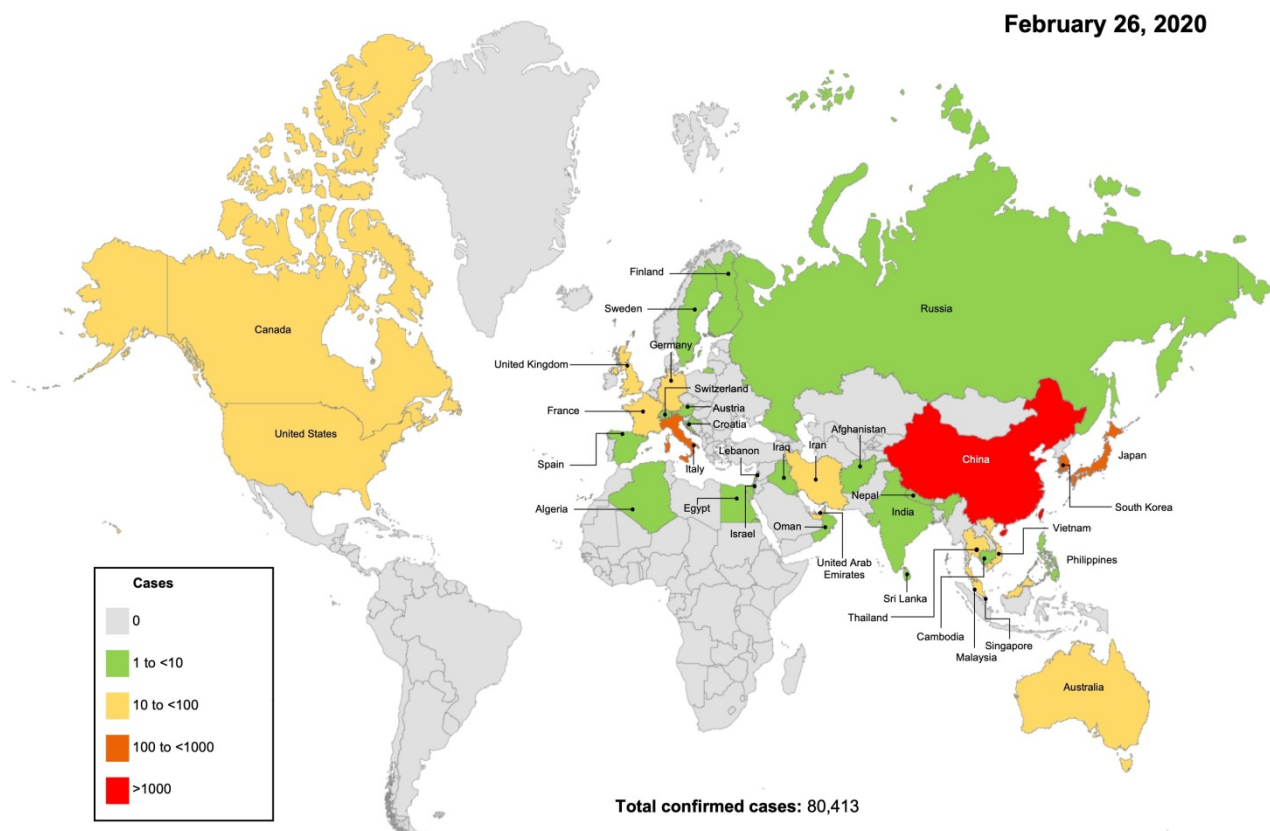 February 26, 2020
Finland
Sweden
Russia
Canada
Germany
United Kingdom
Switzerland
France
Austria
Croatia
Afghanistan
United States
Lebanon
Iraq
Iran
China
Japan
Spain
Italy
Nepal
South Korea
Algeria
Egypt
India
Israel
Oman
Vietnam
United Arab
Emirates
Philippines
Sri Lanka
Thailand
Cambodia
Singapore
Malaysia
Australia
Cases
0
1 to <10
10 to <100
100 to <1000
>1000
Total confirmed cases: 80,413